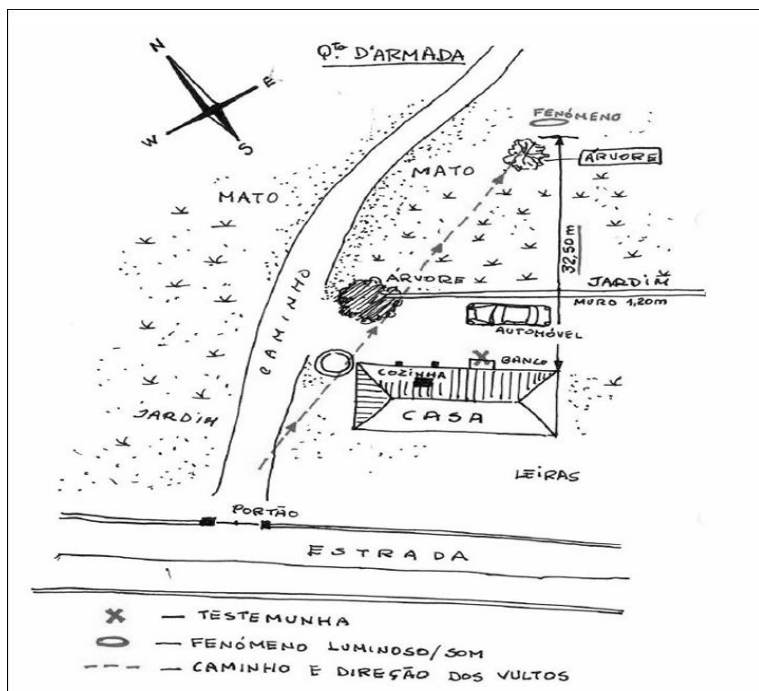 Qta D'ARMADA
N
E
W
S
FENÓMENO
ÁRVORE
MATO
MATO
32,50m
ÁRVORE
JARDIM
MURO 1,20m
CAMINHO
AUTOMÓVEL
BANCO
COZINHA
CASA
JARDIM
LEIRAS
PORTÃO
ESTRADA
X — TESTEMUNHA
— FENÓMENO LUMINOSO/SOM
---- CAMINHO E DIREÇÃO DOS VULTOS